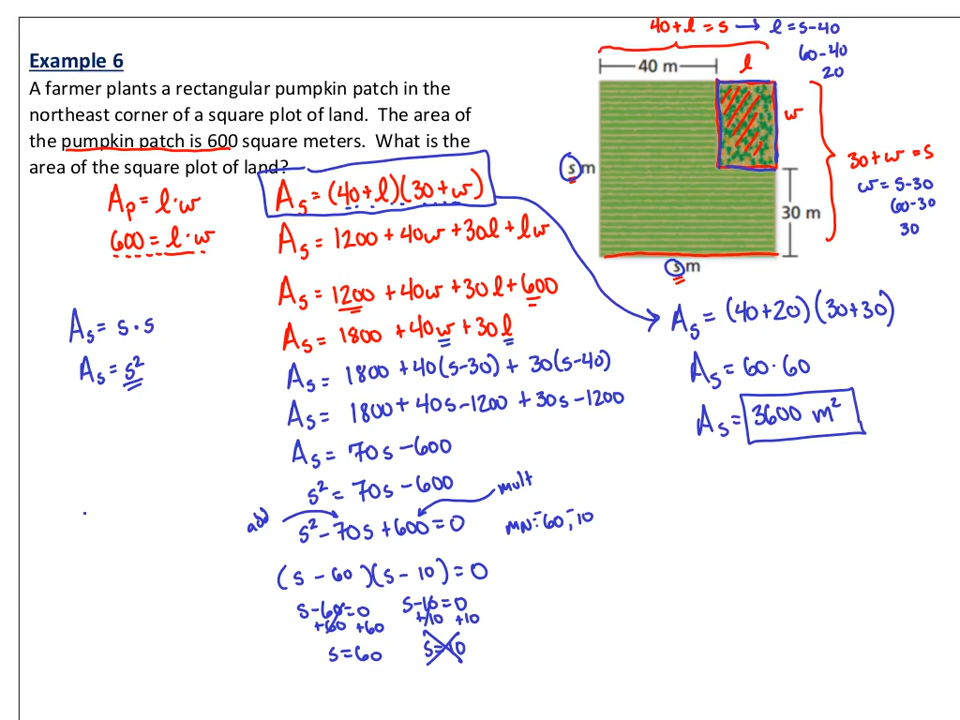 40+l = s → l = s-40
60-40
20
Example 6
A farmer plants a rectangular pumpkin patch in the
northeast corner of a square plot of land. The area of
the pumpkin patch is 600 square meters. What is the
area of the square plot of land?
40 m
l
w
s m
30 m
s m
30+w = s
w = s-30
60-30
30
Ap = l·w
600 = l·w
As = s·s
As = s²
As = (40+l)(30+w)
As = 1200 + 40w + 30l + lw
As = 1200 + 40w + 30l + 600
As = 1800 + 40w + 30l
As = 1800 + 40(s-30) + 30(s-40)
As = 1800 + 40s - 1200 + 30s - 1200
As = 70s - 600
s² = 70s - 600
mult
add
s² - 70s + 600 = 0
MN: -60, -10
(s - 60)(s - 10) = 0
s-60=0 s-10=0
+60 +60 +10 +10
s=60 s=10
As = (40+20)(30+30)
As = 60·60
As = 3600 m²